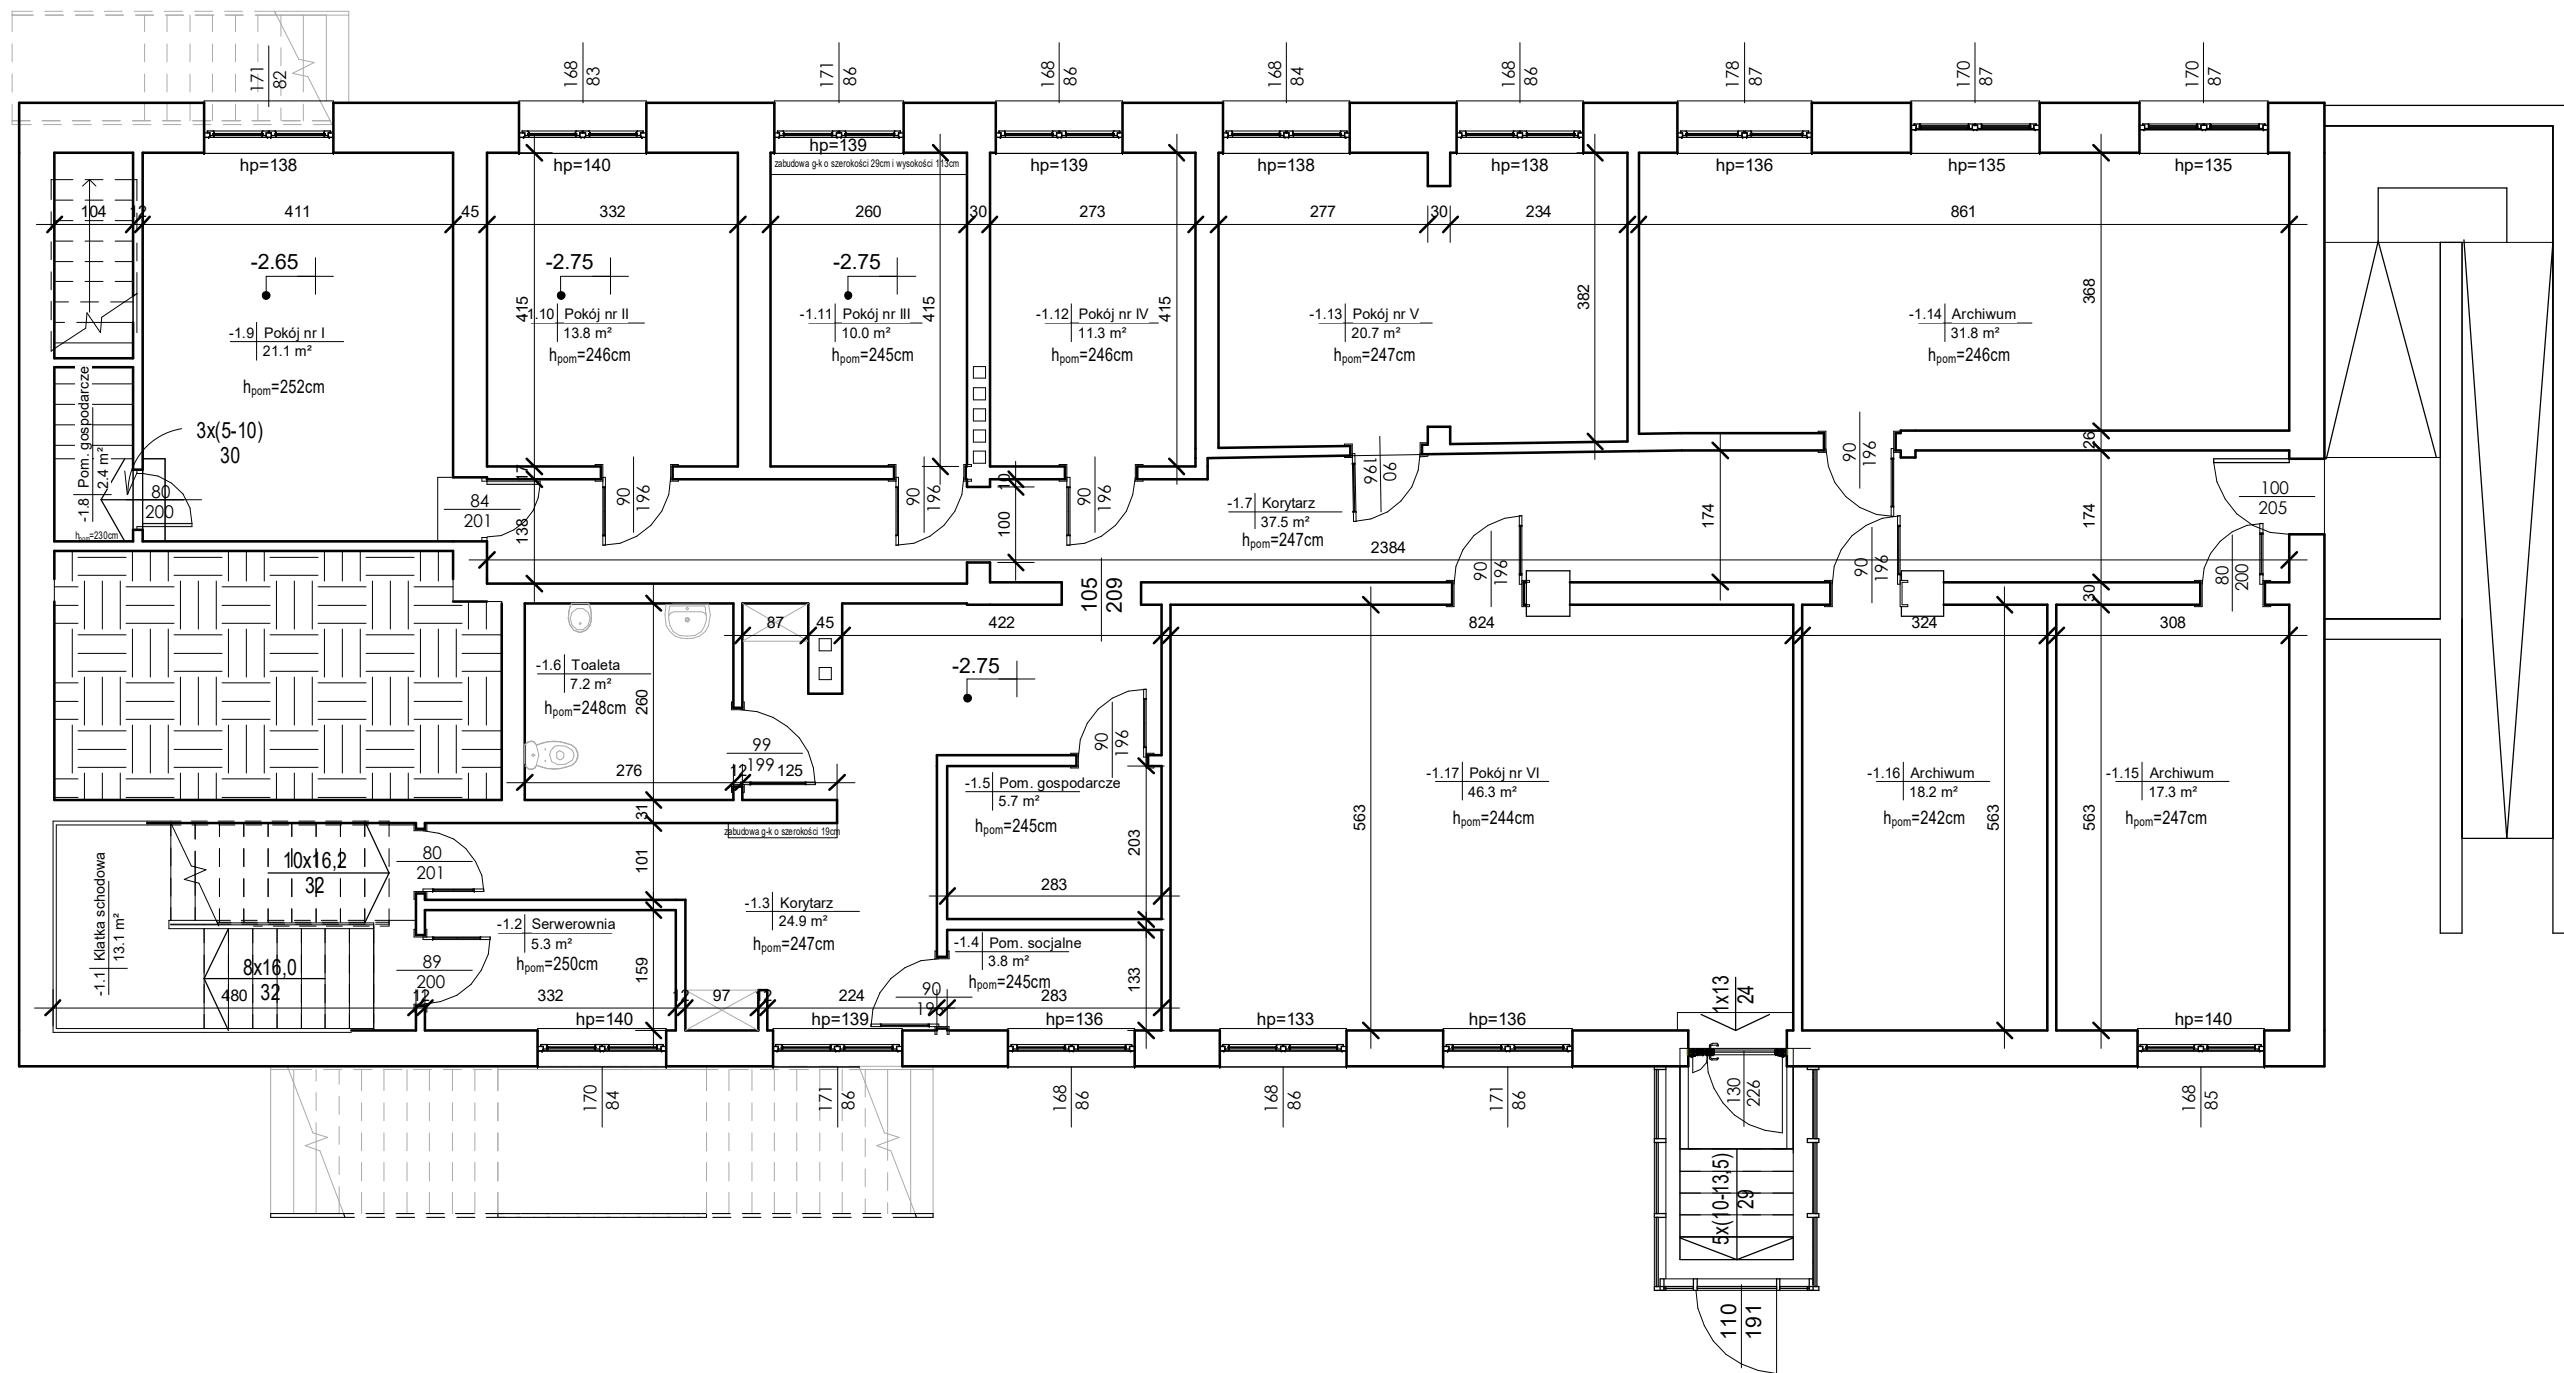 171
82
168
83
171
86
168
86
168
84
168
86
178
87
170
87
170
87
hp=138
hp=140
hp=139
zabudowa g-k o szerokości 29cm i wysokości 113cm
hp=139
hp=138
hp=138
hp=136
hp=135
hp=135
104
12
411
45
332
260
30
273
277
30
234
861
-2.65
-2.75
-2.75
415
415
415
382
368
-1.9 Pokój nr I
21.1 m²
hpom=252cm
-1.10 Pokój nr II
13.8 m²
hpom=246cm
-1.11 Pokój nr III
10.0 m²
hpom=245cm
-1.12 Pokój nr IV
11.3 m²
hpom=246cm
-1.13 Pokój nr V
20.7 m²
hpom=247cm
-1.14 Archiwum
31.8 m²
hpom=246cm
-1.8 Pom. gospodarcze
2.4 m²
hpom=230cm
3x(5-10)
30
80
200
84
201
17
138
90
196
90
196
10
100
90
196
-1.7 Korytarz
37.5 m²
hpom=247cm
90
196
90
196
26
174
174
100
205
2384
105
209
90
196
90
196
80
200
30
87
45
422
824
324
308
-1.6 Toaleta
7.2 m²
hpom=248cm
260
-2.75
99
199
276
12
125
31
zabudowa g-k o szerokości 19cm
90
196
-1.5 Pom. gospodarcze
5.7 m²
hpom=245cm
203
283
-1.17 Pokój nr VI
46.3 m²
hpom=244cm
563
-1.16 Archiwum
18.2 m²
hpom=242cm
563
-1.15 Archiwum
17.3 m²
hpom=247cm
563
-1.1 Klatka schodowa
13.1 m²
10x16,2
32
80
201
101
8x16,0
32
89
200
-1.2 Serwerownia
5.3 m²
hpom=250cm
159
-1.3 Korytarz
24.9 m²
hpom=247cm
-1.4 Pom. socjalne
3.8 m²
hpom=245cm
133
480
12
332
12
97
224
90
283
hp=140
hp=139
hp=136
hp=133
hp=136
hp=140
1x13
24
170
84
171
86
168
86
168
86
171
86
130
226
168
85
5x(10-13,5)
29
110
191